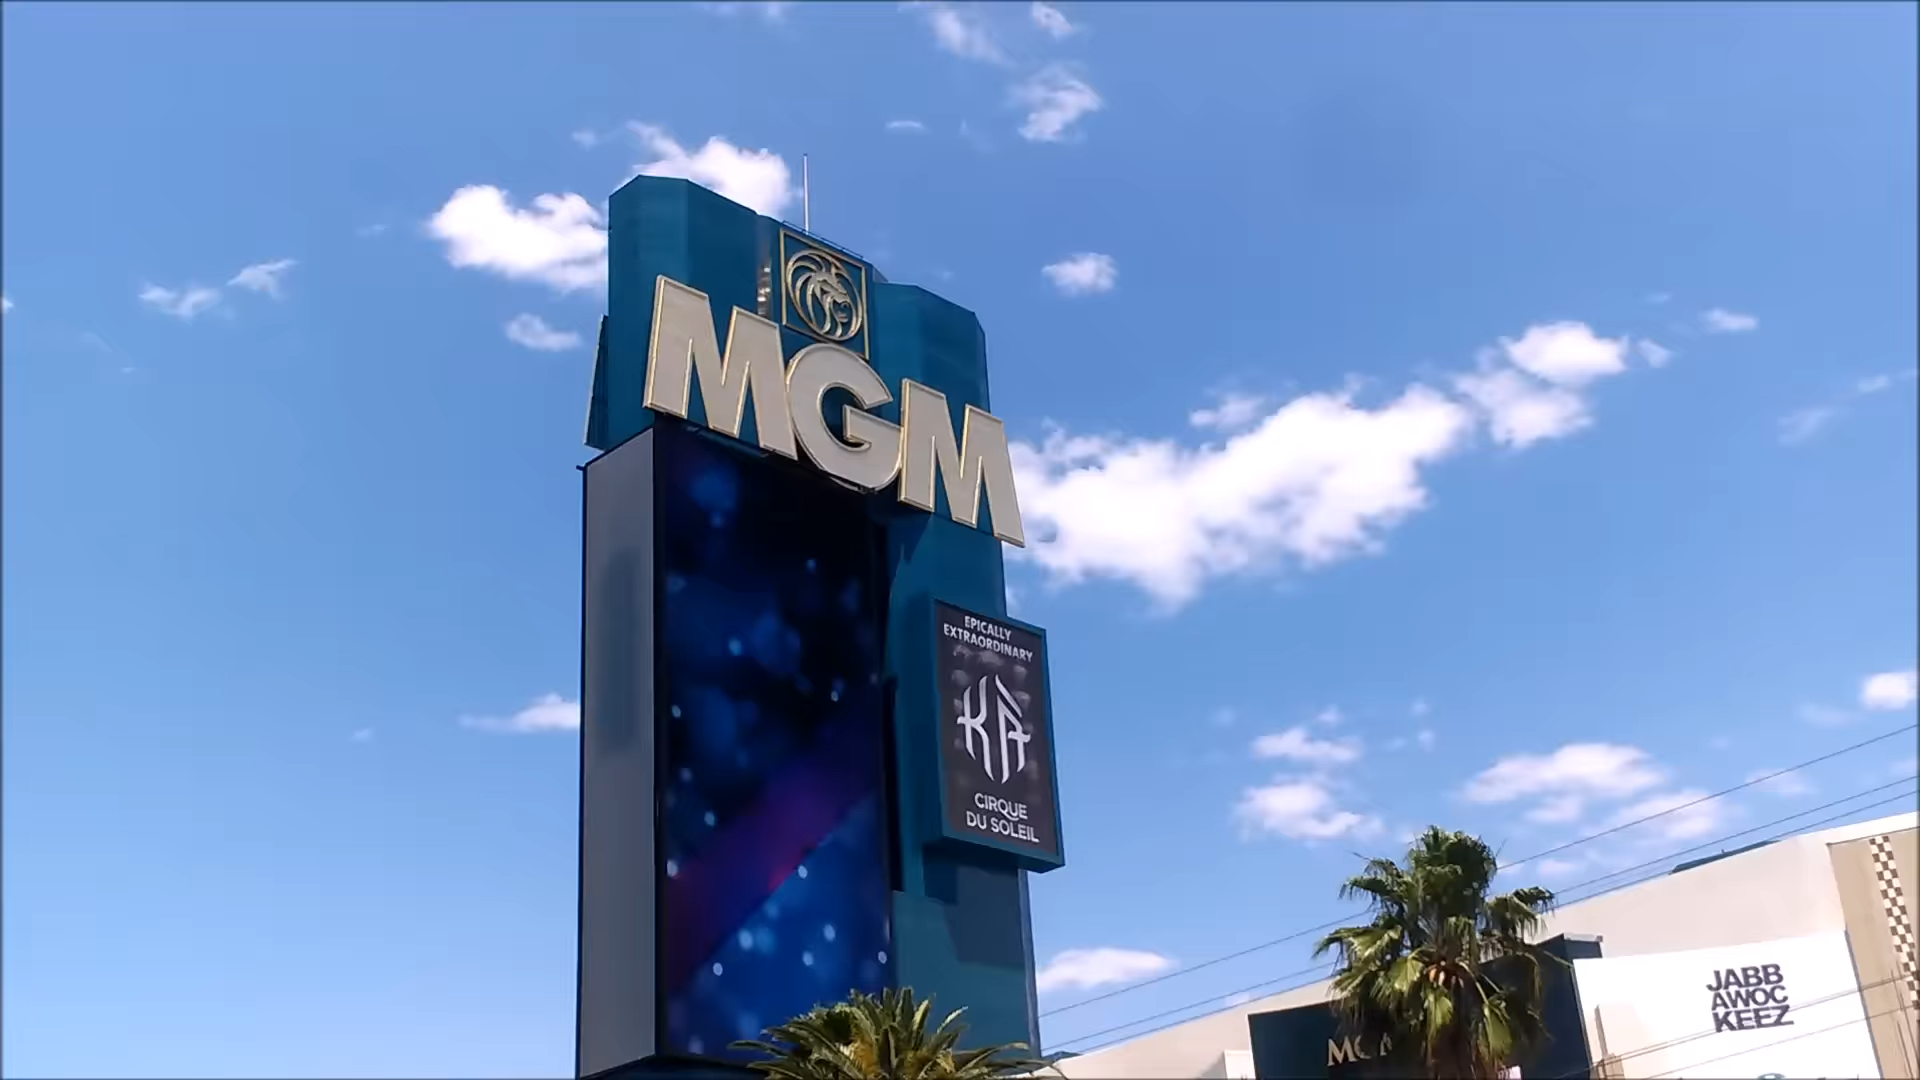 MGM
EPICALLY
EXTRAORDINARY
KÀ
CIRQUE
DU SOLEIL
JABB
AWOC
KEEZ